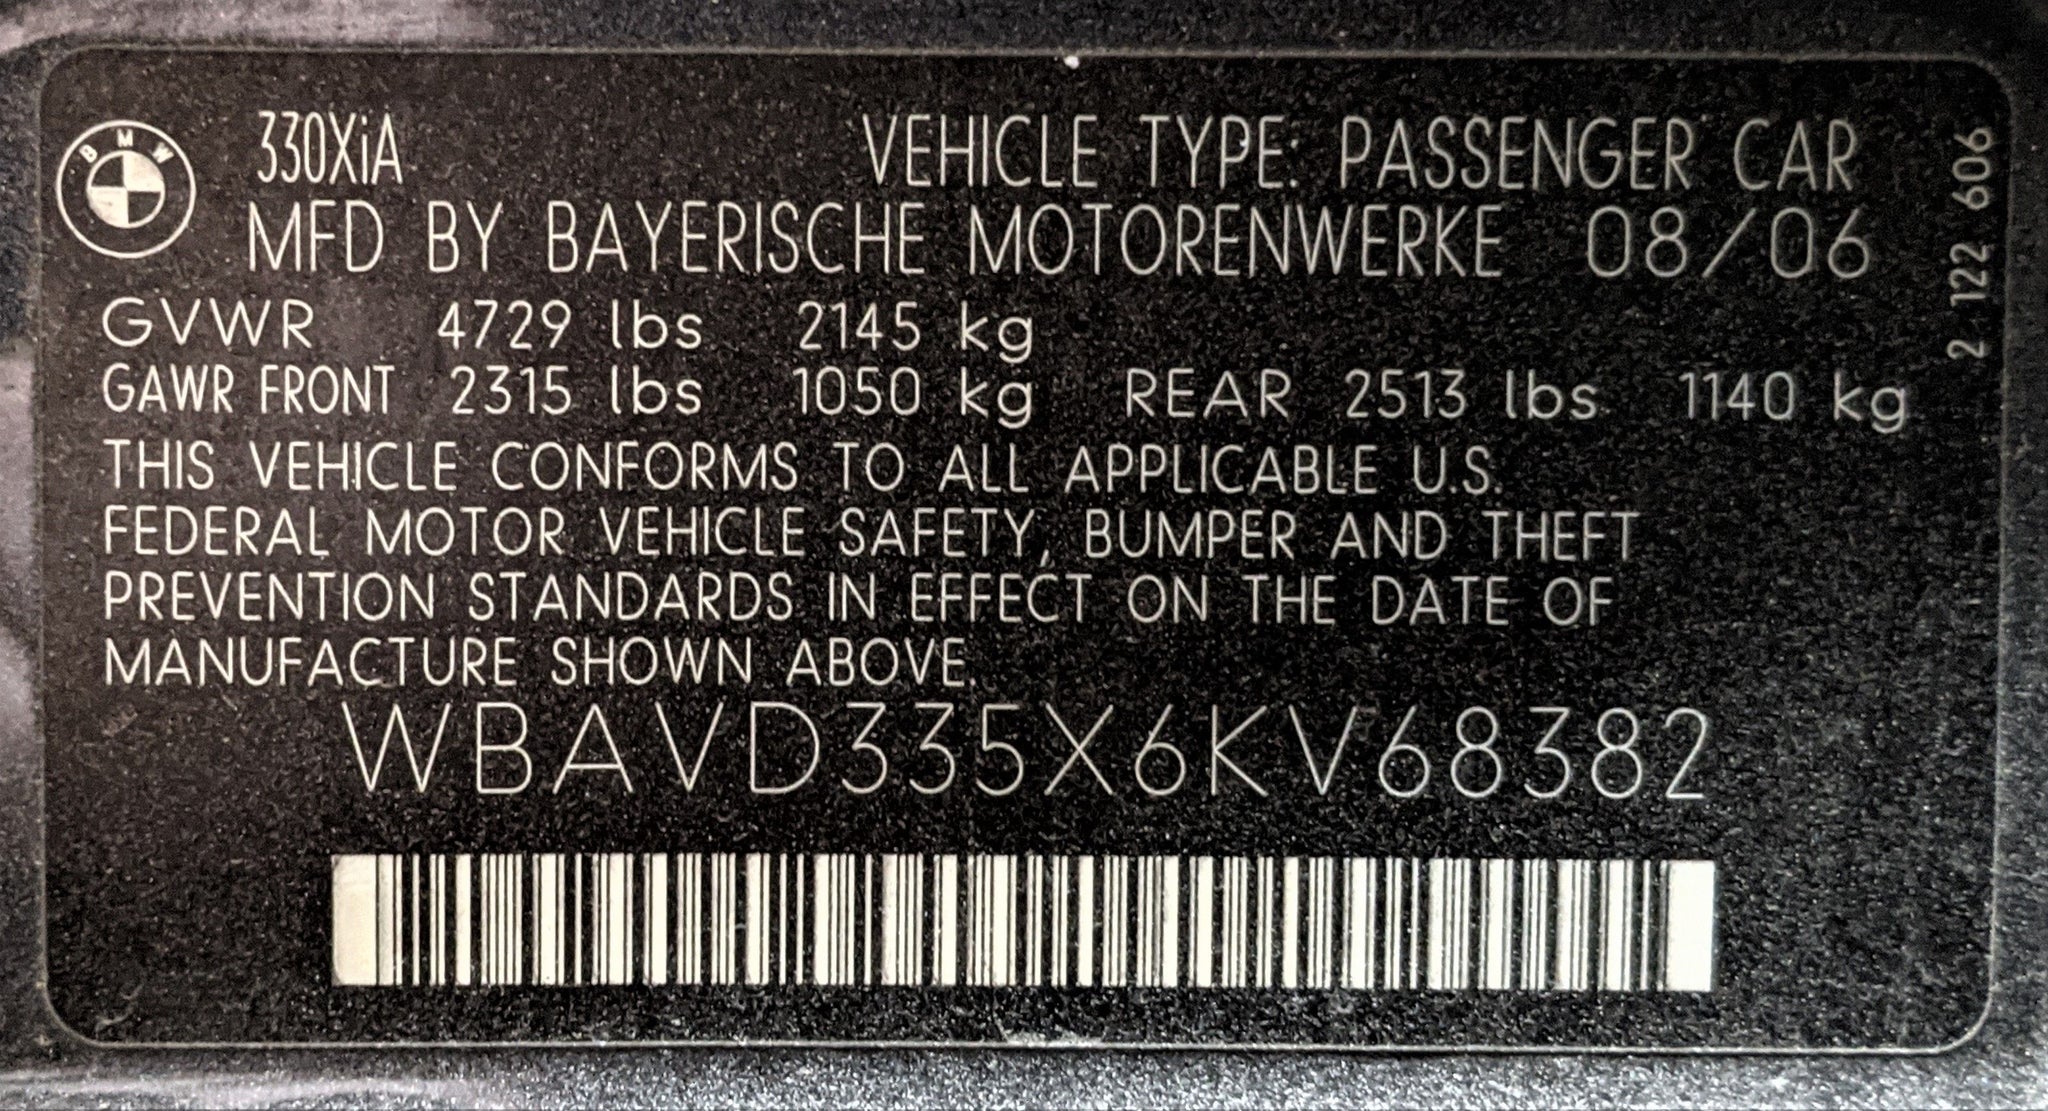 BMW
330XiA VEHICLE TYPE: PASSENGER CAR
MFD BY BAYERISCHE MOTORENWERKE 08/06
GVWR 4729 lbs 2145 kg
GAWR FRONT 2315 lbs 1050 kg REAR 2513 lbs 1140 kg
THIS VEHICLE CONFORMS TO ALL APPLICABLE U.S.
FEDERAL MOTOR VEHICLE SAFETY, BUMPER AND THEFT
PREVENTION STANDARDS IN EFFECT ON THE DATE OF
MANUFACTURE SHOWN ABOVE.
WBAVD335X6KV68382
2 122 606